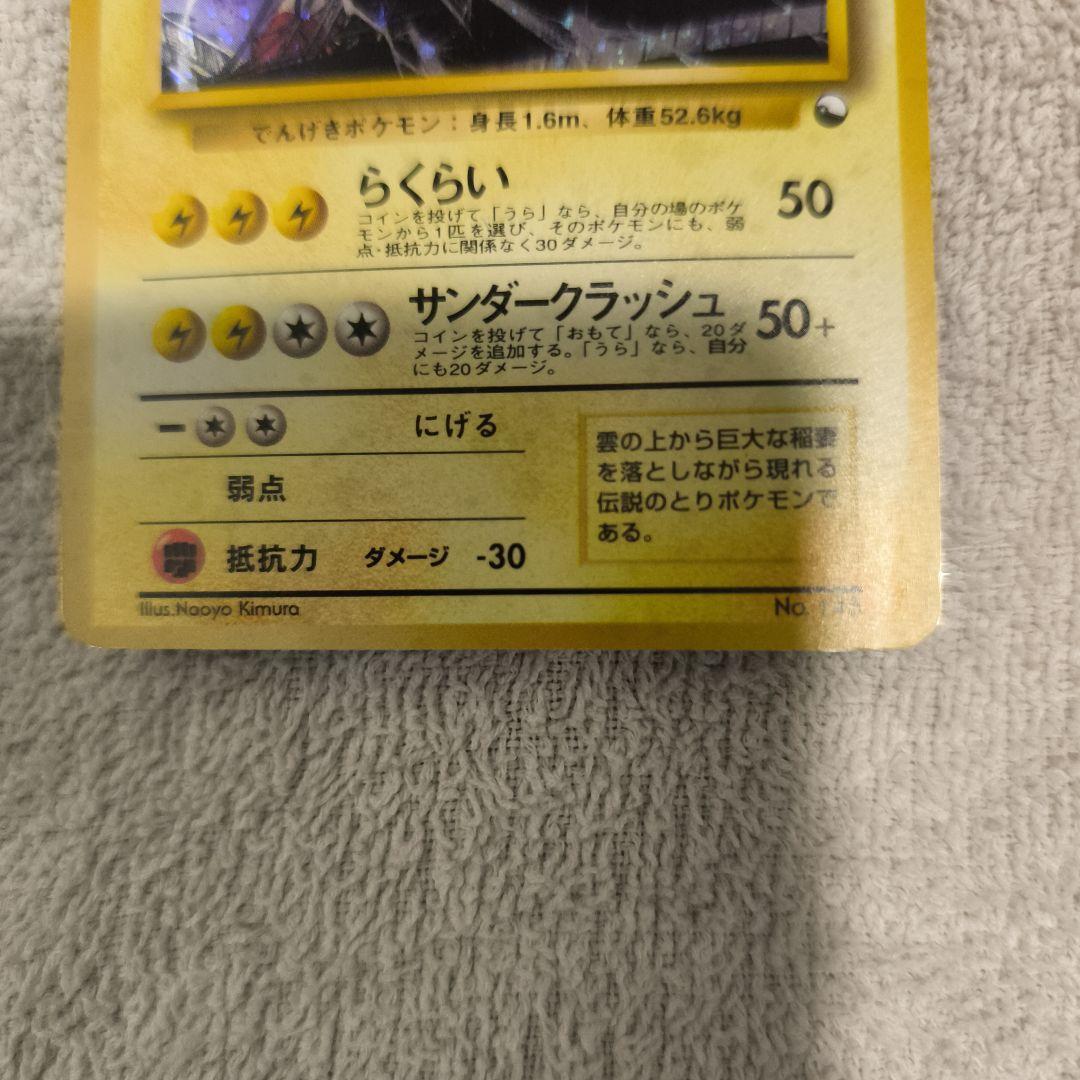 でんげきポケモン：身長1.6m、体重52.6kg
らくらい 50
コインを投げて「うら」なら、自分の場のポケ
モンから1匹を選び、そのポケモンにも、弱
点・抵抗力に関係なく30ダメージ。
サンダークラッシュ 50+
コインを投げて「おもて」なら、20ダ
メージを追加する。「うら」なら、自分
にも20ダメージ。
ー にげる
弱点
抵抗力 ダメージ -30
雲の上から巨大な稲妻
を落としながら現れる
伝説のとりポケモンで
ある。
Illus.Naoyo Kimura
No.